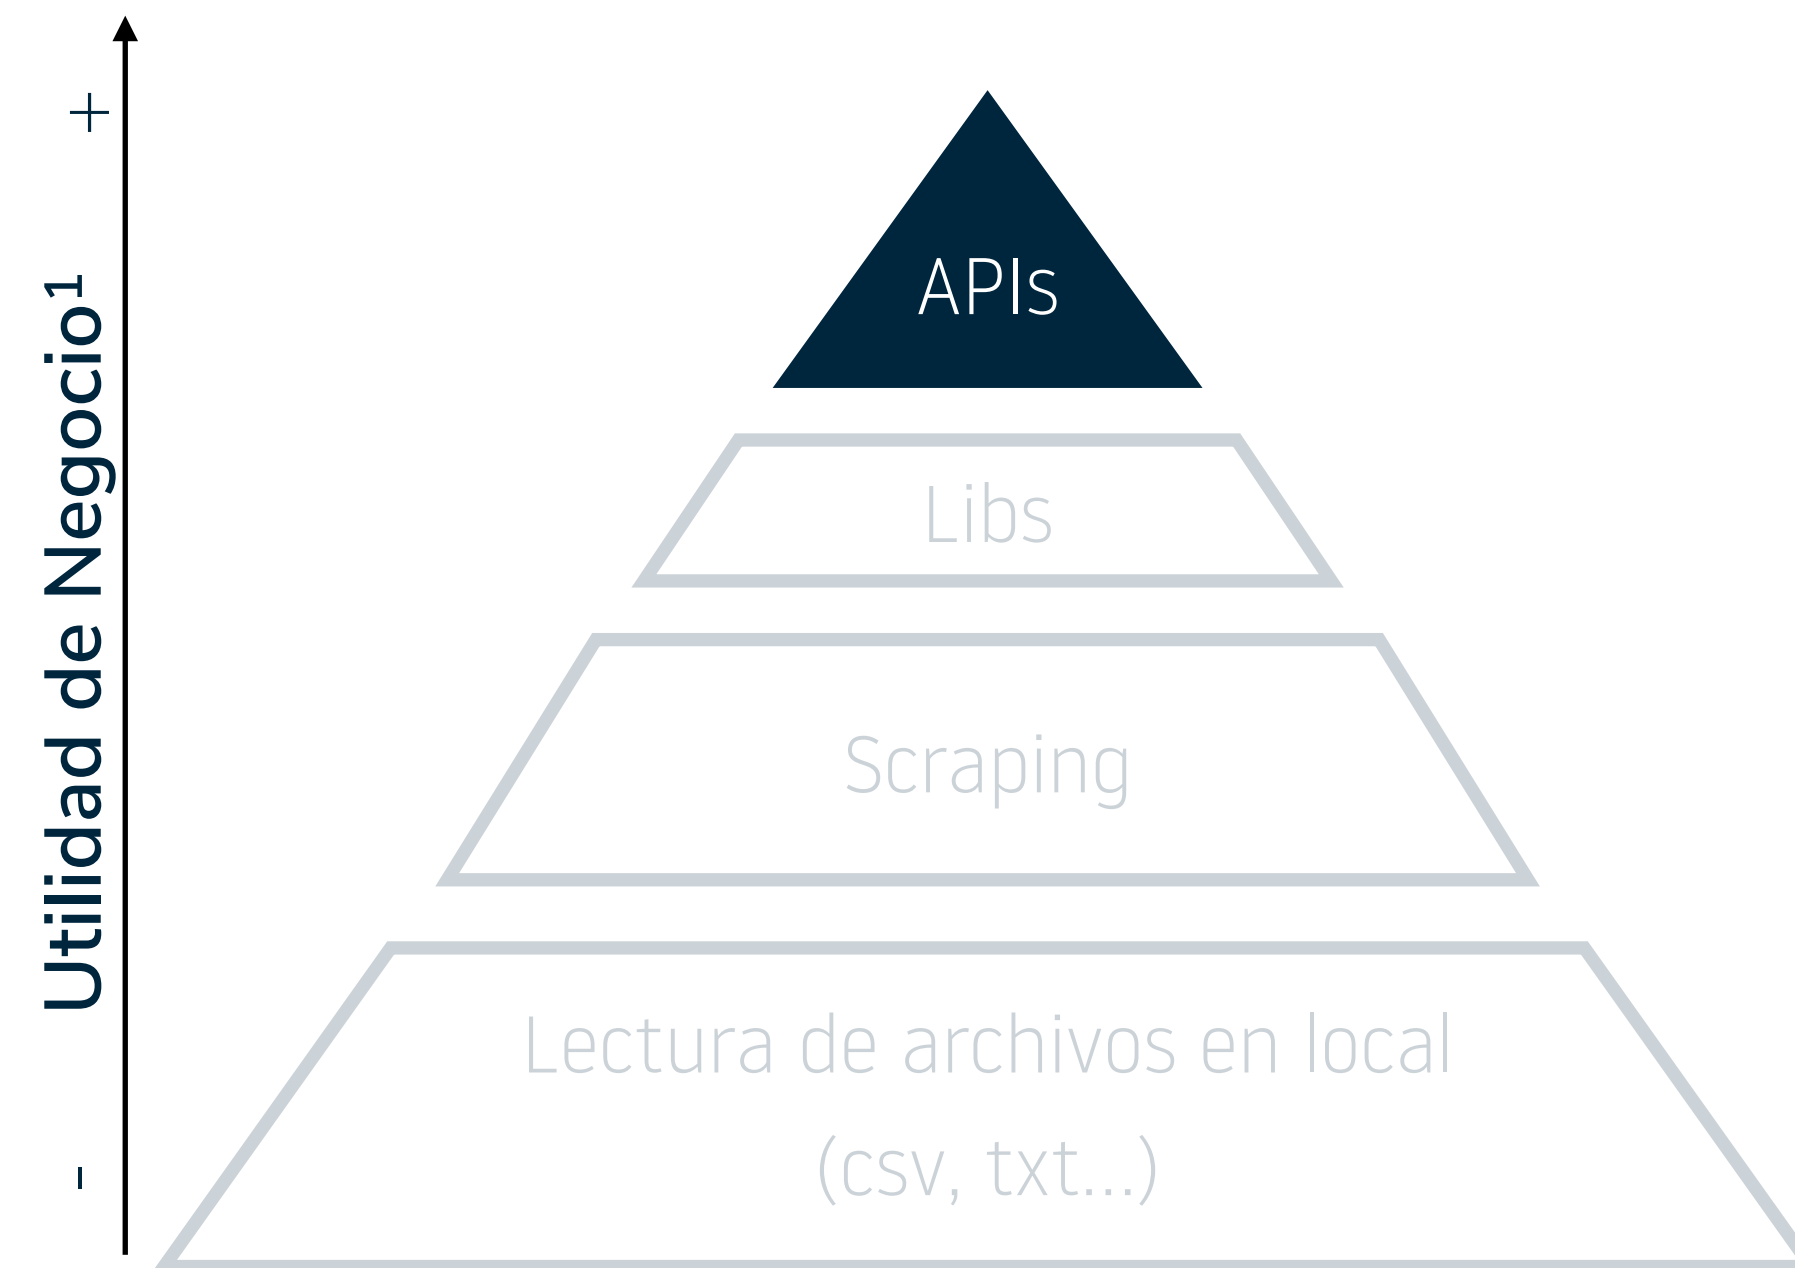 +
Utilidad de Negocio¹
-
APIs
Libs
Scraping
Lectura de archivos en local
(csv, txt...)